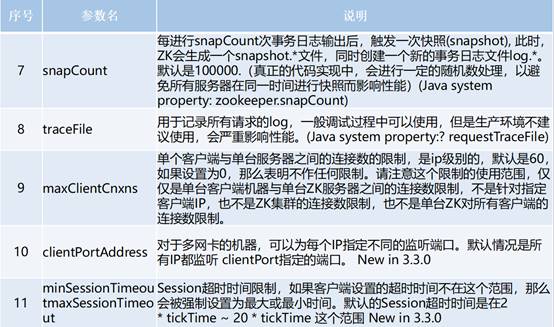 序号 参数名 说明
7 snapCount 每进行snapCount次事务日志输出后，触发一次快照(snapshot), 此时，
ZK会生成一个snapshot.*文件，同时创建一个新的事务日志文件log.*。
默认是100000.（真正的代码实现中，会进行一定的随机数处理，以避
免所有服务器在同一时间进行快照而影响性能）(Java system
property: zookeeper.snapCount)
8 traceFile 用于记录所有请求的log，一般调试过程中可以使用，但是生产环境不建
议使用，会严重影响性能。(Java system property:? requestTraceFile)
9 maxClientCnxns 单个客户端与单台服务器之间的连接数的限制，是ip级别的，默认是60，
如果设置为0，那么表明不作任何限制。请注意这个限制的使用范围，仅
仅是单台客户端机器与单台ZK服务器之间的连接数限制，不是针对指定
客户端IP，也不是ZK集群的连接数限制，也不是单台ZK对所有客户端的
连接数限制。
10 clientPortAddress 对于多网卡的机器，可以为每个IP指定不同的监听端口。默认情况是所
有IP都监听 clientPort指定的端口。 New in 3.3.0
11 minSessionTimeou
tmaxSessionTimeo
ut
Session超时时间限制，如果客户端设置的超时时间不在这个范围，那么
会被强制设置为最大或最小时间。默认的Session超时时间是在2
* tickTime ~ 20 * tickTime 这个范围 New in 3.3.0